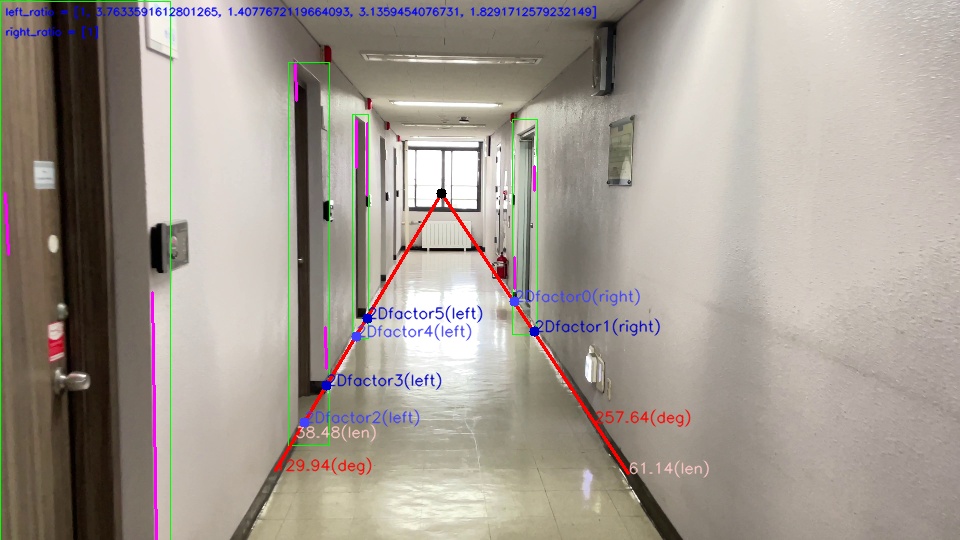 left_ratio = [1, 3.7633591612801265, 1.4077672119664093, 3.1359454076731, 1.8291712579232149]
right_ratio = [1]
2Dfactor0(right)
2Dfactor5(left)
2Dfactor1(right)
2Dfactor4(left)
2Dfactor3(left)
2Dfactor2(left)
257.64(deg)
38.48(len)
29.94(deg)
61.14(len)